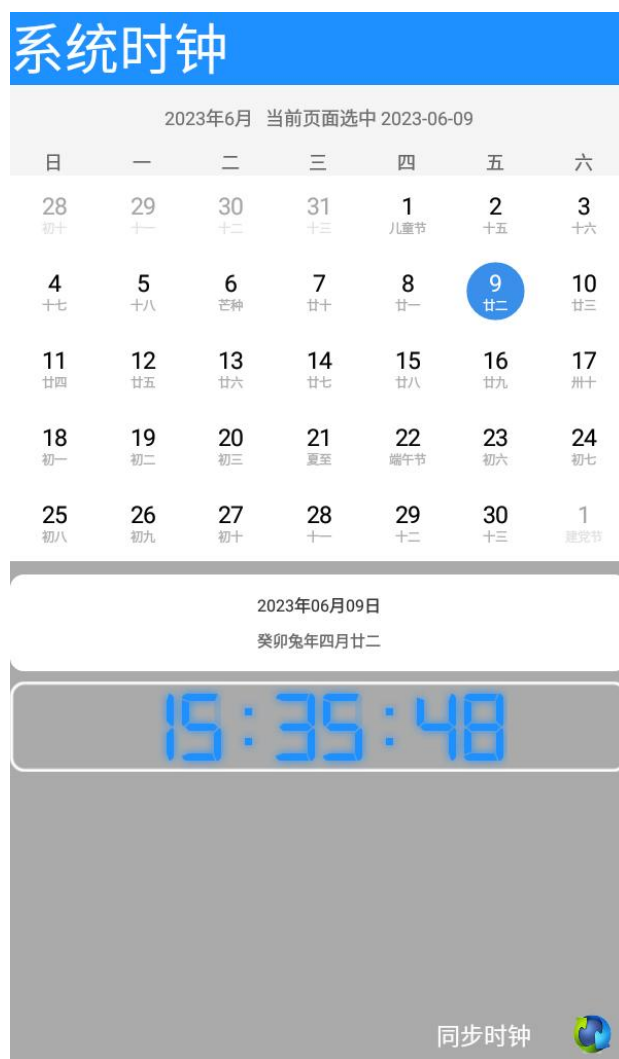 系统时钟
2023年6月 当前页面选中 2023-06-09
日 一 二 三 四 五 六
28 29 30 31 1 2 3
初十 十一 十二 十三 儿童节 十五 十六
4 5 6 7 8 9 10
十七 十八 芒种 廿十 廿一 廿二 廿三
11 12 13 14 15 16 17
廿四 廿五 廿六 廿七 廿八 廿九 卅十
18 19 20 21 22 23 24
初一 初二 初三 夏至 端午节 初六 初七
25 26 27 28 29 30 1
初八 初九 初十 十一 十二 十三 建党节
2023年06月09日
癸卯兔年四月廿二
15:35:48
同步时钟